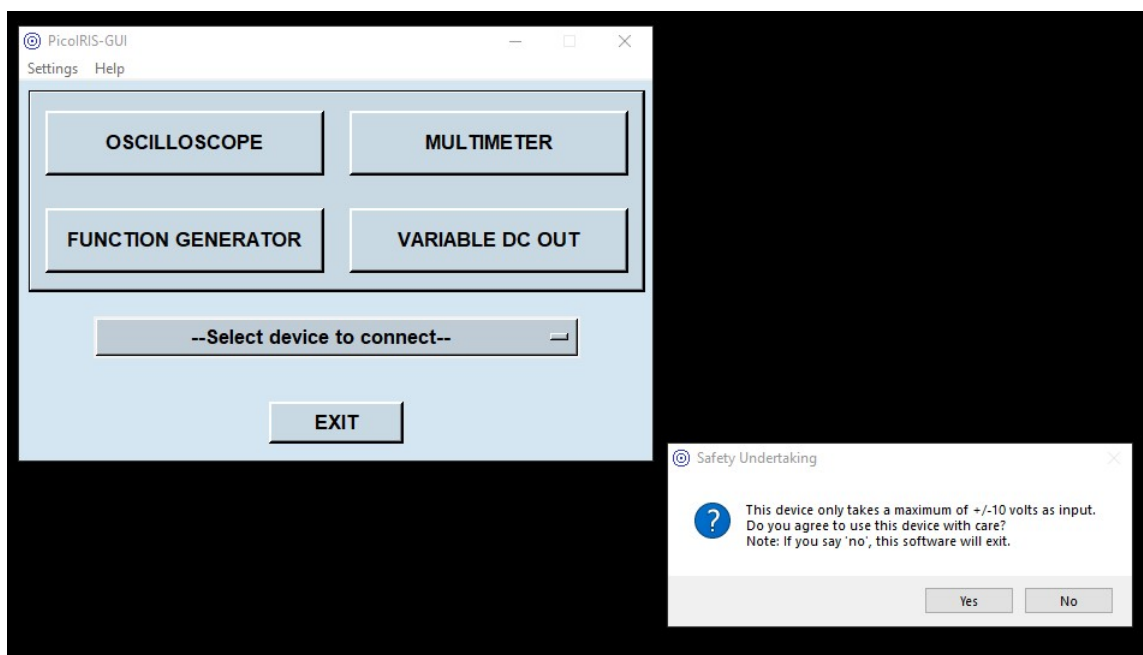 PicoIRIS-GUI
Settings Help
OSCILLOSCOPE
MULTIMETER
FUNCTION GENERATOR
VARIABLE DC OUT
--Select device to connect--
EXIT
Safety Undertaking
This device only takes a maximum of +/-10 volts as input.
Do you agree to use this device with care?
Note: If you say 'no', this software will exit.
Yes
No